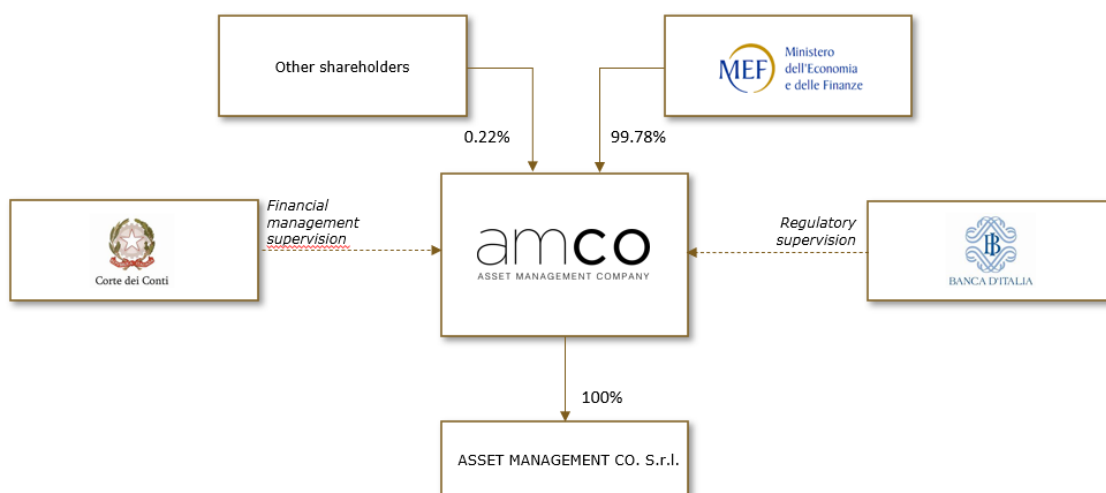 Other shareholders
MEF
Ministero
dell'Economia
e delle Finanze
0.22%
99.78%
Financial
management
supervision
Corte dei Conti
amco
ASSET MANAGEMENT COMPANY
Regulatory
supervision
BANCA D'ITALIA
100%
ASSET MANAGEMENT CO. S.r.l.